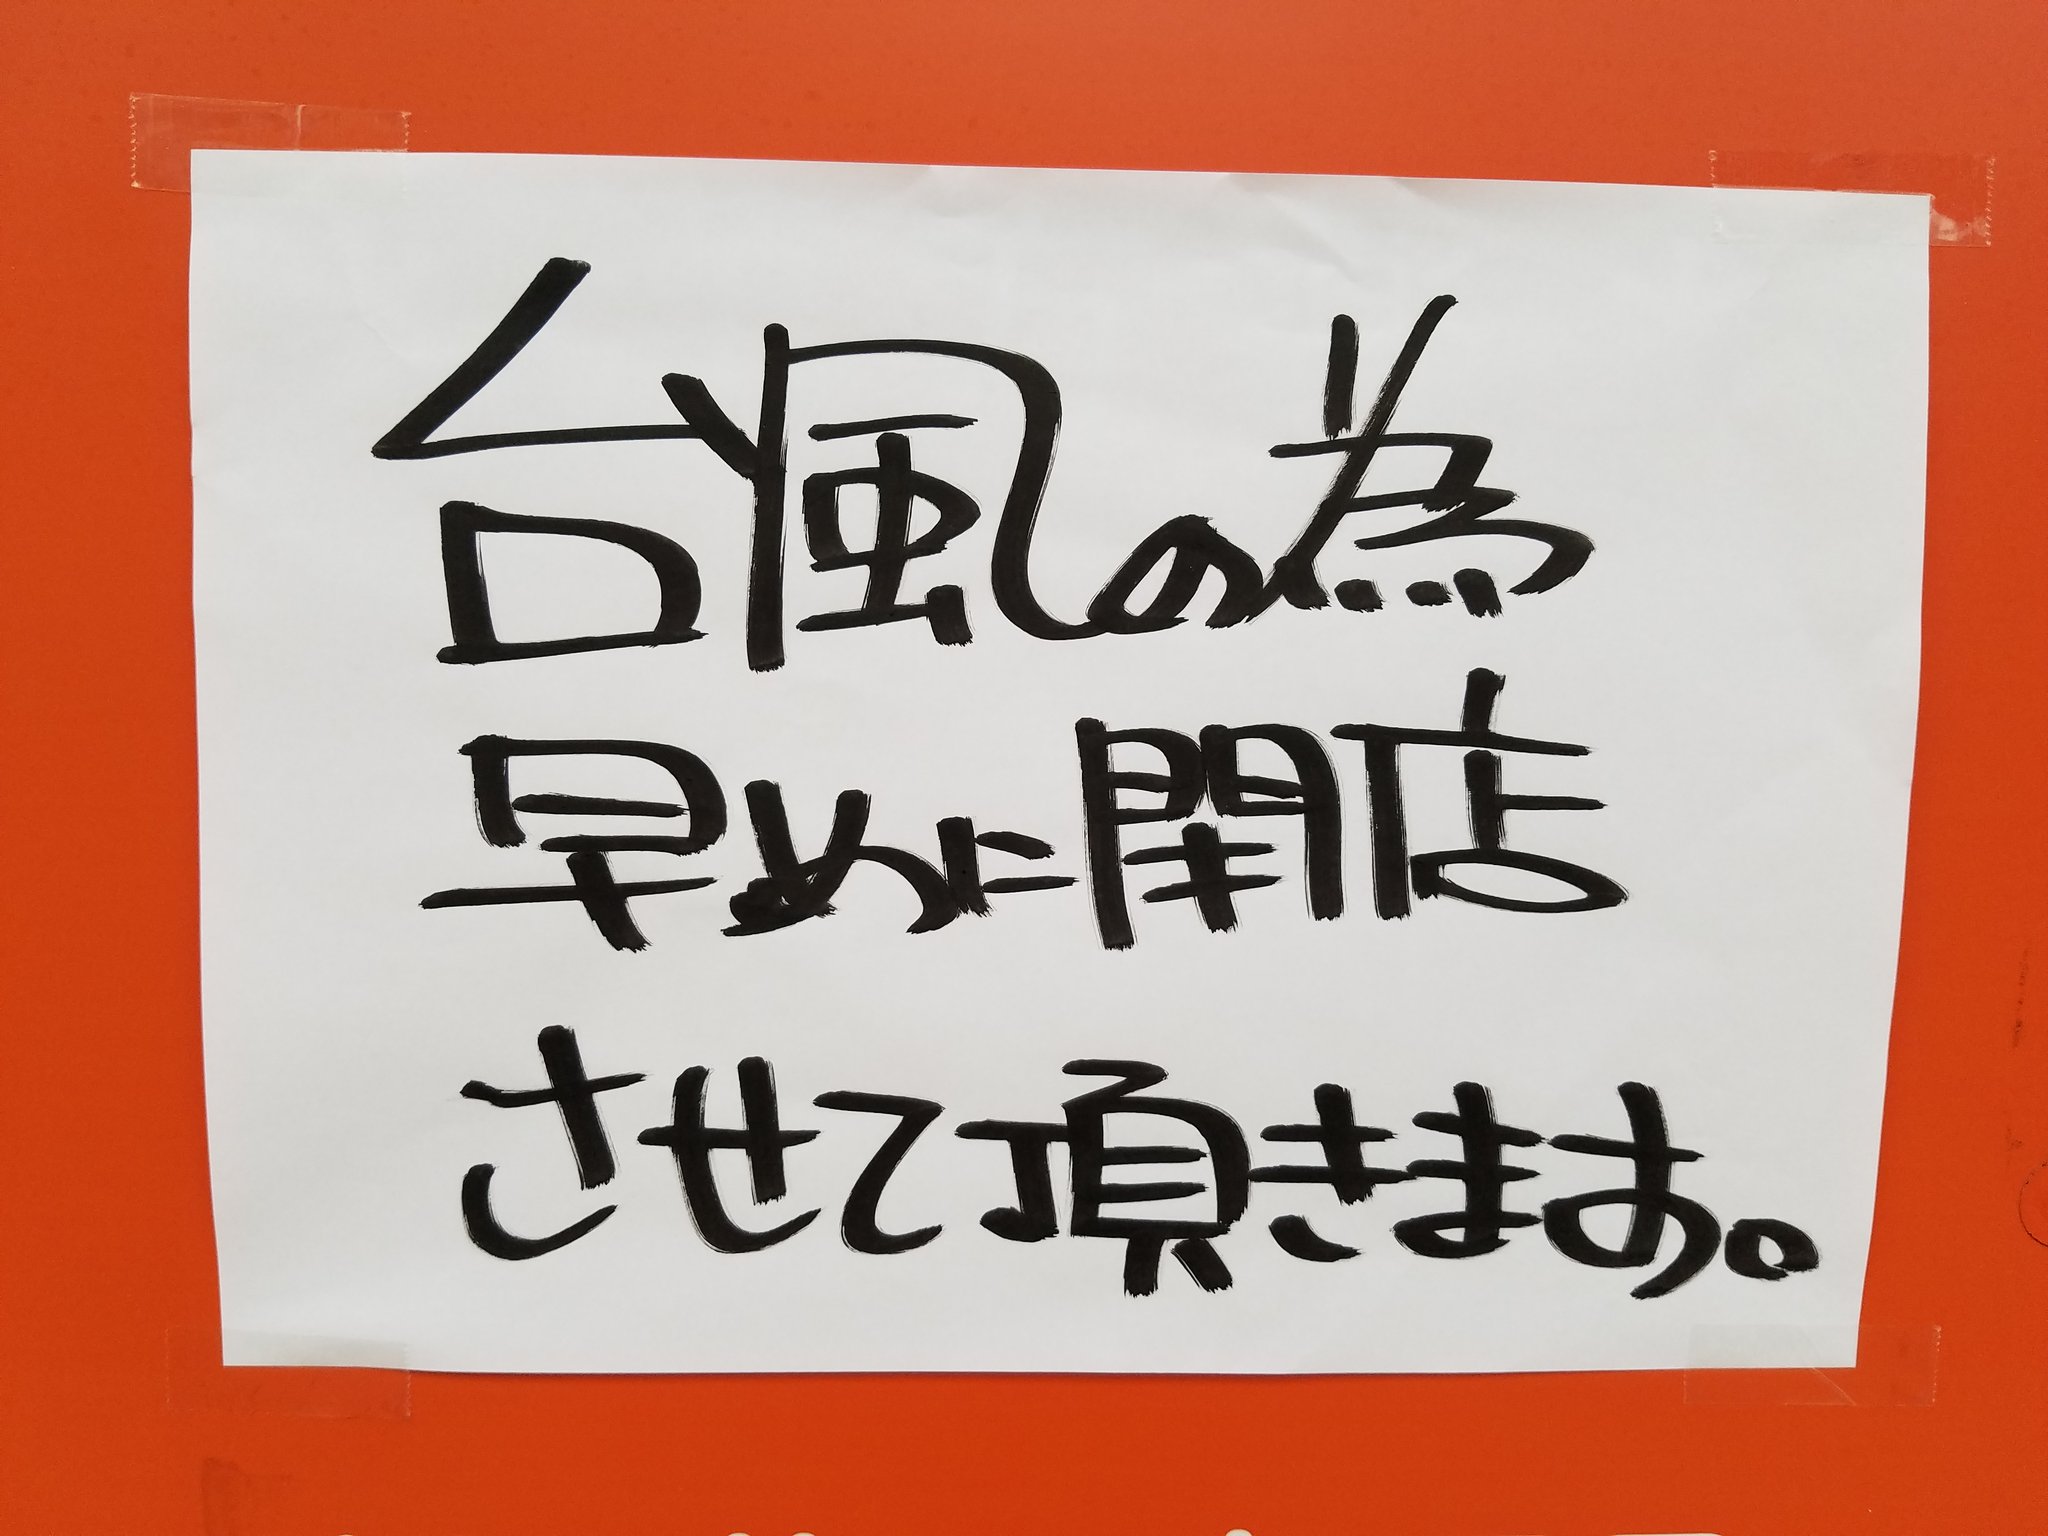 台風の為
早めに閉店
させて頂きます。